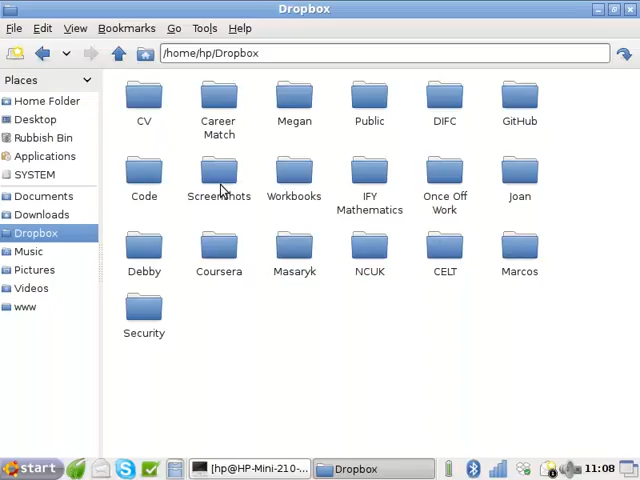 Dropbox
File Edit View Bookmarks Go Tools Help
/home/hp/Dropbox
Places
Home Folder
Desktop
Rubbish Bin
Applications
SYSTEM
Documents
Downloads
Dropbox
Music
Pictures
Videos
www
CV
Career
Match
Megan
Public
DIFC
GitHub
Code
Screenshots
Workbooks
IFY
Mathematics
Once Off
Work
Joan
Debby
Coursera
Masaryk
NCUK
CELT
Marcos
Security
start
[hp@HP-Mini-210-...
Dropbox
11:08